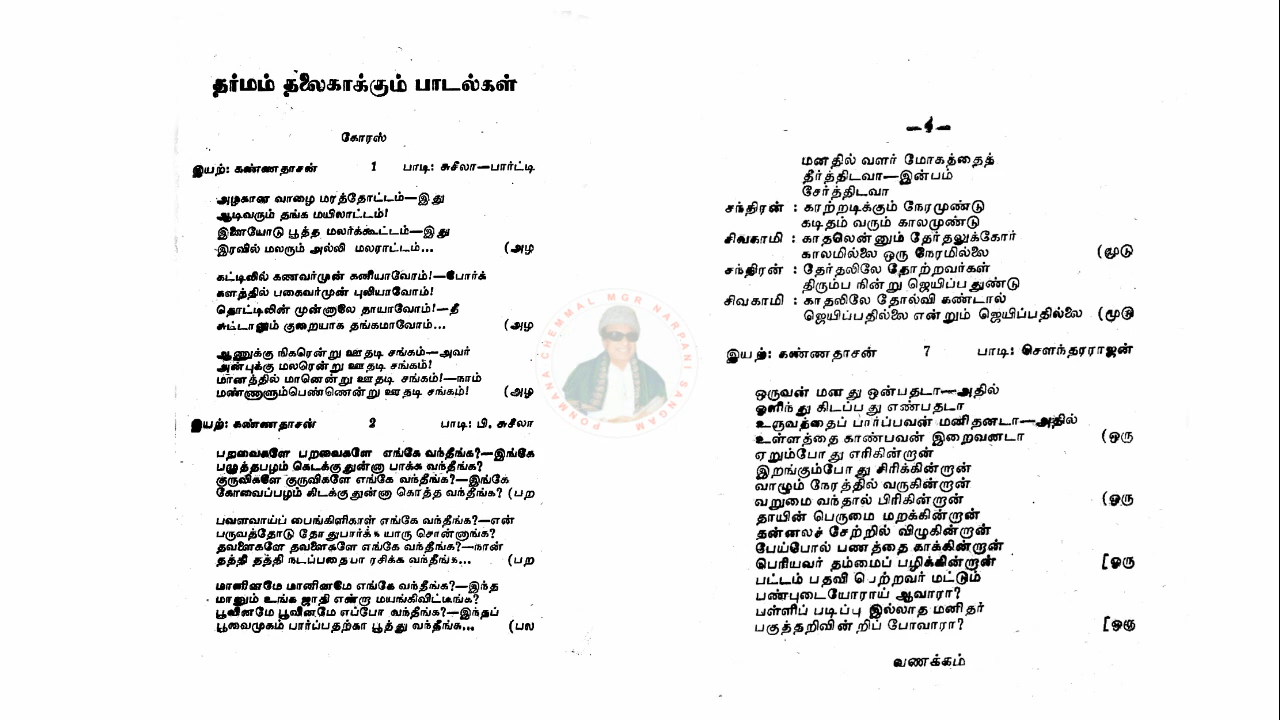 தர்மம் தலைகாக்கும் பாடல்கள்
கோரஸ்
இயற்: கண்ணதாசன் 1 பாடி: சுசீலா—பார்ட்டி
அழகான வாழை மரத்தோட்டம்—இது
ஆடிவரும் தங்க மயிலாட்டம்!
இணையோடு பூத்த மலர்க்கூட்டம்—இது
இரவில் மலரும் அல்லி மலராட்டம்... (அழ
கட்டிலில் கணவர்முன் கனியாவோம்!—போர்க்
களத்தில் பகைவர்முன் புலியாவோம்!
தொட்டிலின் முன்னாலே தாயாவோம்!—தீ
சுட்டாலும் குறையாக தங்கமாவோம்... (அழ
ஆணுக்கு நிகரென்று ஊதடி சங்கம்—அவர்
அன்புக்கு மலரென்று ஊதடி சங்கம்!
மானத்தில் மானென்று ஊதடி சங்கம்!—நாம்
மண்ணாளும்பெண்ணென்று ஊதடி சங்கம்! (அழ
இயற்: கண்ணதாசன் 2 பாடி: பி. சுசீலா
பறவைகளே பறவைகளே எங்கே வந்தீங்க?—இங்கே
பழுத்தபழம் கெடக்குதுன்னா பாக்க வந்தீங்க?
குருவிகளே குருவிகளே எங்கே வந்தீங்க?—இங்கே
கோவைப்பழம் கிடக்குதுன்னா கொத்த வந்தீங்க? (பற
பவளவாய்ப் பைங்கிளிகாள் எங்கே வந்தீங்க?—என்
பருவத்தோடு தோதுபார்க்க யாரு சொன்னாங்க?
தவளைகளே தவளைகளே எங்கே வந்தீங்க?—நான்
தத்தி தத்தி நடப்பதைபா ரசிக்க வந்தீங்க... (பற
மானினமே மானினமே எங்கே வந்தீங்க?—இந்த
மானும் உங்க ஜாதி என்று மயங்கிவிட்டீங்க?
பூவினமே பூவினமே எப்போ வந்தீங்க?—இந்தப்
பூவைமுகம் பார்ப்பதற்கா பூத்து வந்தீங்க... (பல
—4—
மனதில் வளர் மோகத்தைத்
தீர்த்திடவா—இன்பம்
சேர்த்திடவா
சந்திரன் : காற்றடிக்கும் நேரமுண்டு
கடிதம் வரும் காலமுண்டு
சிவகாமி : காதலென்னும் தேர்தலுக்கோர்
காலமில்லை ஒரு நேரமில்லை (மூடு
சந்திரன் : தேர்தலிலே தோற்றவர்கள்
திரும்ப நின்று ஜெயிப்பதுண்டு
சிவகாமி : காதலிலே தோல்வி கண்டால்
ஜெயிப்பதில்லை என்றும் ஜெயிப்பதில்லை (மூடு
இயற்: கண்ணதாசன் 7 பாடி: சௌந்தரராஜன்
ஒருவன் மனது ஒன்பதடா—அதில்
ஒளிந்து கிடப்பது எண்பதடா
உருவத்தைப் பார்ப்பவன் மனிதனடா—அதில்
உள்ளத்தை காண்பவன் இறைவனடா (ஒரு
ஏறும்போது எரிகின்றான்
இறங்கும்போது சிரிக்கின்றான்
வாழும் நேரத்தில் வருகின்றான்
வறுமை வந்தால் பிரிகின்றான் (ஒரு
தாயின் பெருமை மறக்கின்றான்
தன்னலச் சேற்றில் விழுகின்றான்
பேய்போல் பணத்தை காக்கின்றான்
பெரியவர் தம்மைப் பழிக்கின்றான் [ஒரு
பட்டம் பதவி பெற்றவர் மட்டும்
பண்புடையோராய் ஆவாரா?
பள்ளிப் படிப்பு இல்லாத மனிதர்
பகுத்தறிவின்றிப் போவாரா? [ஒரு
வணக்கம்
PONMANA CHEMMAL MGR NARPANI SANGAM